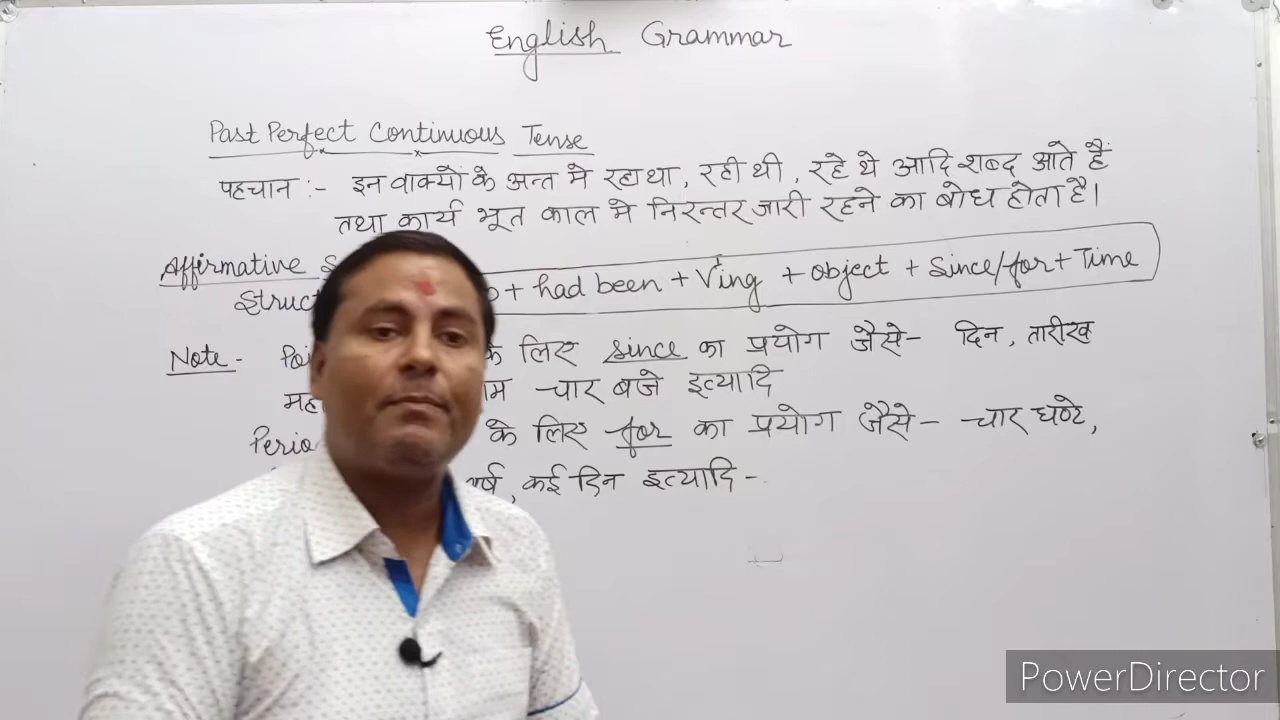 English Grammar
Past Perfect Continuous Tense
पहचान :- इन वाक्यों के अन्त मे रहा था, रही थी, रहे थे आदि शब्द आते हैं
तथा कार्य भूत काल मे निरन्तर जारी रहने का बोध होता है।
Affirmative
+ had been + Ving + object + Since/for + Time
Note - के लिए since का प्रयोग जैसे- दिन, तारीख
चार बजे इत्यादि
के लिए for का प्रयोग जैसे- चार घण्टे,
, कई दिन इत्यादि -
PowerDirector